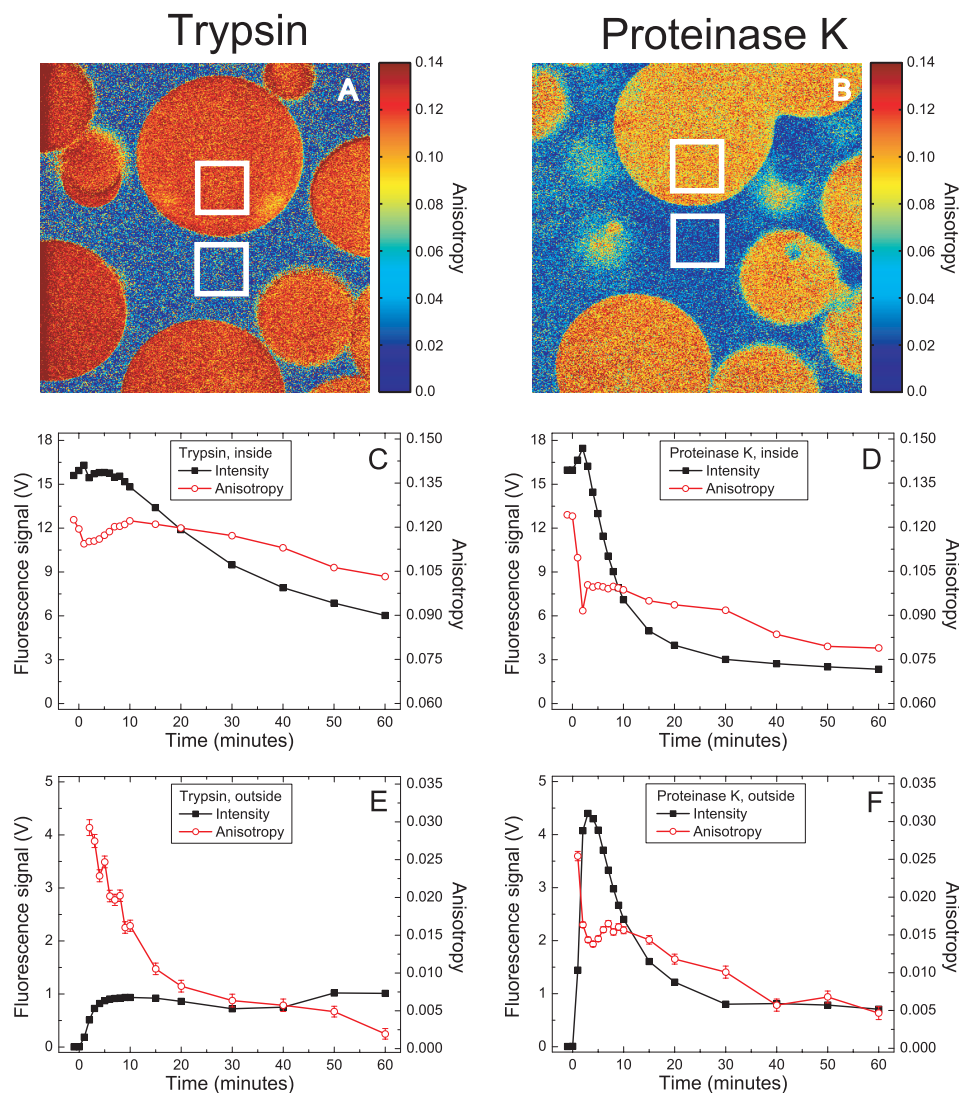 Trypsin
Proteinase K
A
0.14
0.12
0.10
0.08
0.06
0.04
0.02
0.0
Anisotropy
B
0.14
0.12
0.10
0.08
0.06
0.04
0.02
0.0
Anisotropy
C
Trypsin, inside
Intensity
Anisotropy
18
15
12
9
6
3
0
Fluorescence signal (V)
0.150
0.135
0.120
0.105
0.090
0.075
0.060
Anisotropy
0 10 20 30 40 50 60
Time (minutes)
D
Proteinase K, inside
Intensity
Anisotropy
18
15
12
9
6
3
0
Fluorescence signal (V)
0.150
0.135
0.120
0.105
0.090
0.075
0.060
Anisotropy
0 10 20 30 40 50 60
Time (minutes)
E
Trypsin, outside
Intensity
Anisotropy
5
4
3
2
1
0
Fluorescence signal (V)
0.035
0.030
0.025
0.020
0.015
0.010
0.005
0.000
Anisotropy
0 10 20 30 40 50 60
Time (minutes)
F
Proteinase K, outside
Intensity
Anisotropy
5
4
3
2
1
0
Fluorescence signal (V)
0.035
0.030
0.025
0.020
0.015
0.010
0.005
0.000
Anisotropy
0 10 20 30 40 50 60
Time (minutes)